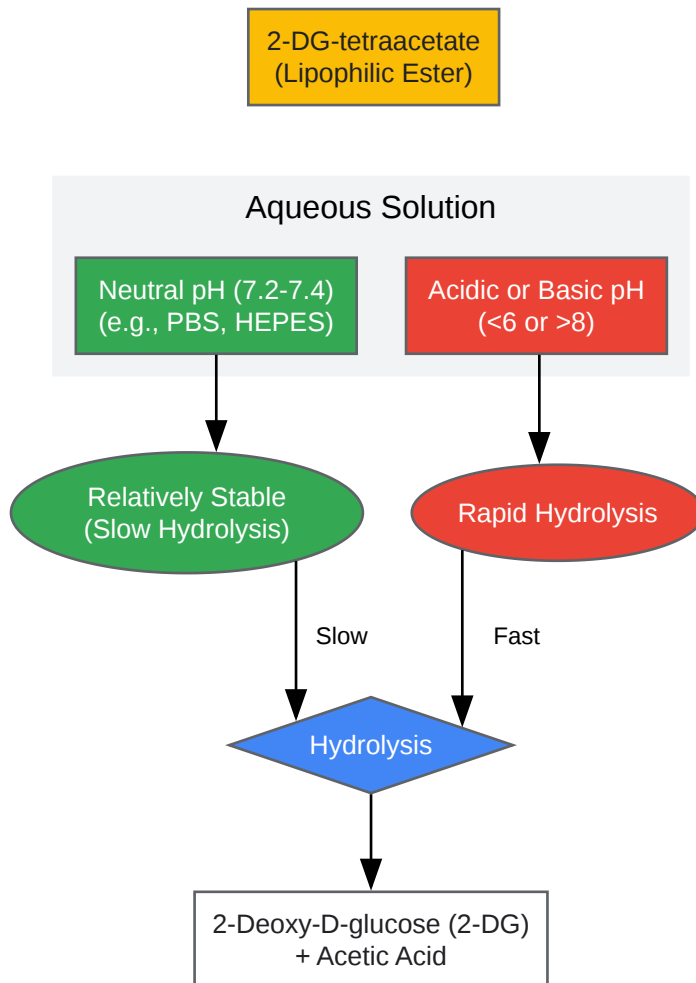 2-DG-tetraacetate
(Lipophilic Ester)
Aqueous Solution
Neutral pH (7.2-7.4)
(e.g., PBS, HEPES)
Acidic or Basic pH
(<6 or >8)
Relatively Stable
(Slow Hydrolysis)
Rapid Hydrolysis
Slow
Fast
Hydrolysis
2-Deoxy-D-glucose (2-DG)
+ Acetic Acid